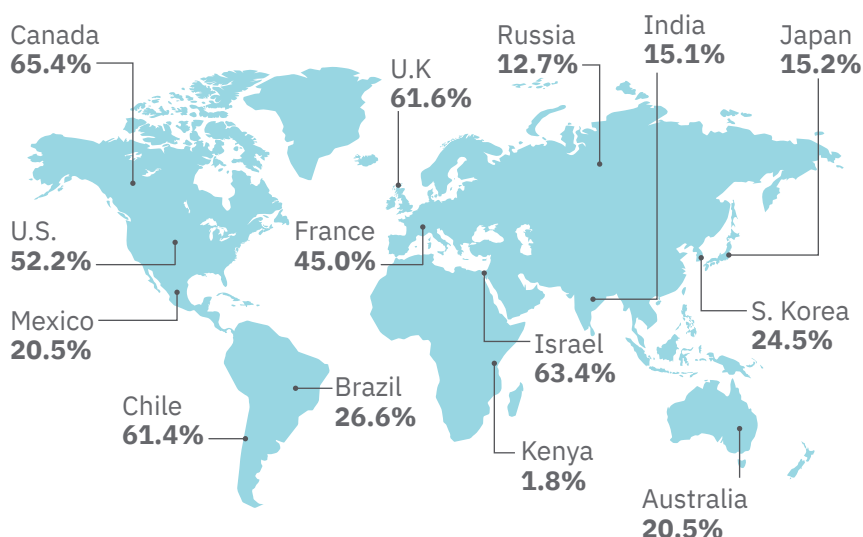 Canada
65.4%
U.K
61.6%
Russia
12.7%
India
15.1%
Japan
15.2%
U.S.
52.2%
France
45.0%
Mexico
20.5%
S. Korea
24.5%
Israel
63.4%
Brazil
26.6%
Chile
61.4%
Kenya
1.8%
Australia
20.5%